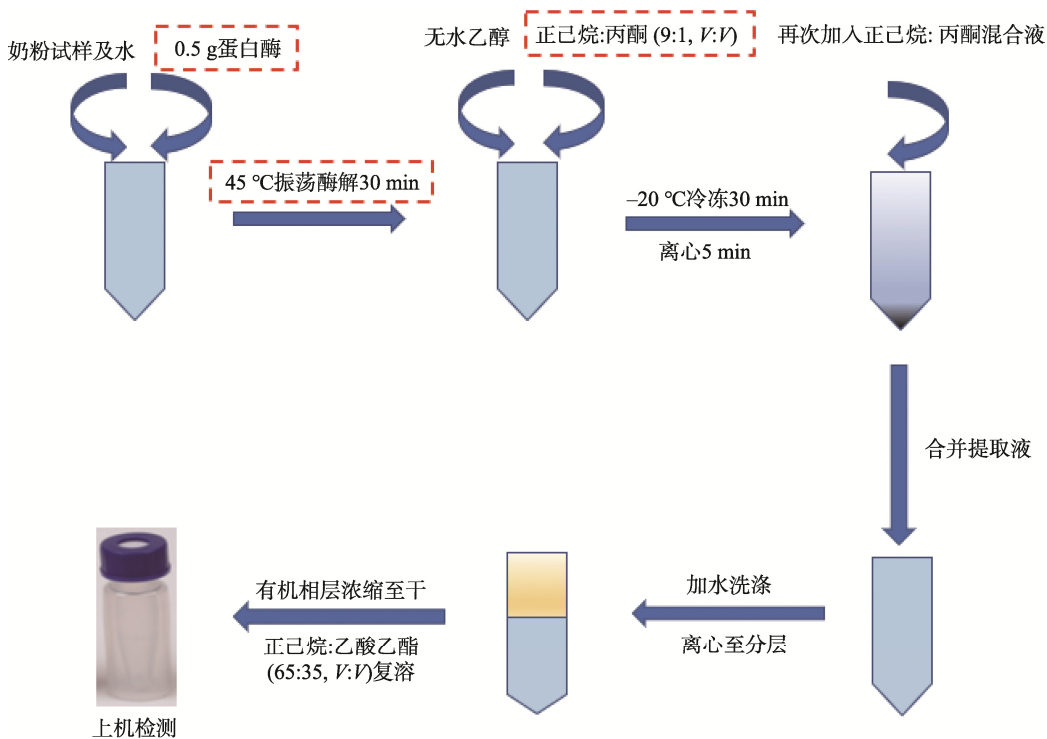 奶粉试样及水
0.5 g蛋白酶
45 ℃振荡酶解30 min
无水乙醇
正己烷:丙酮 (9:1, V:V)
–20 ℃冷冻30 min
离心5 min
再次加入正己烷: 丙酮混合液
合并提取液
加水洗涤
离心至分层
有机相层浓缩至干
正己烷:乙酸乙酯
(65:35, V:V)复溶
上机检测